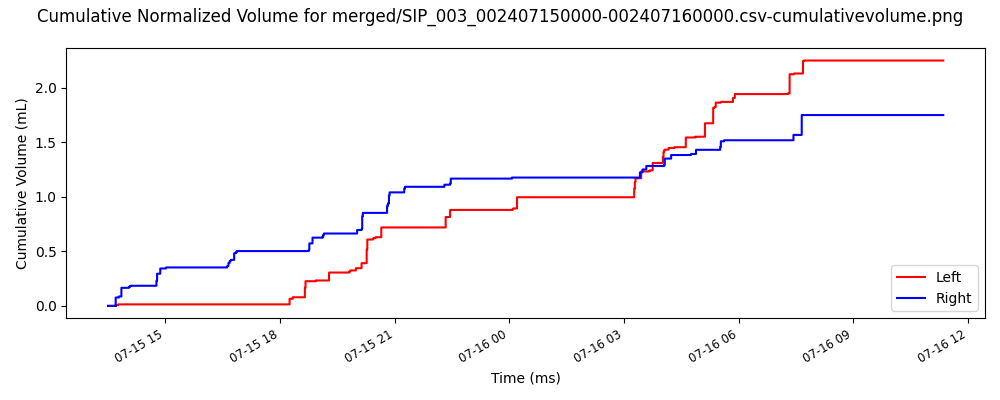 Cumulative Normalized Volume for merged/SIP_003_002407150000-002407160000.csv-cumulativevolume.png
Cumulative Volume (mL)
2.0
1.5
1.0
0.5
0.0
Left
Right
07-15 15
07-15 18
07-15 21
07-16 00
07-16 03
07-16 06
07-16 09
07-16 12
Time (ms)